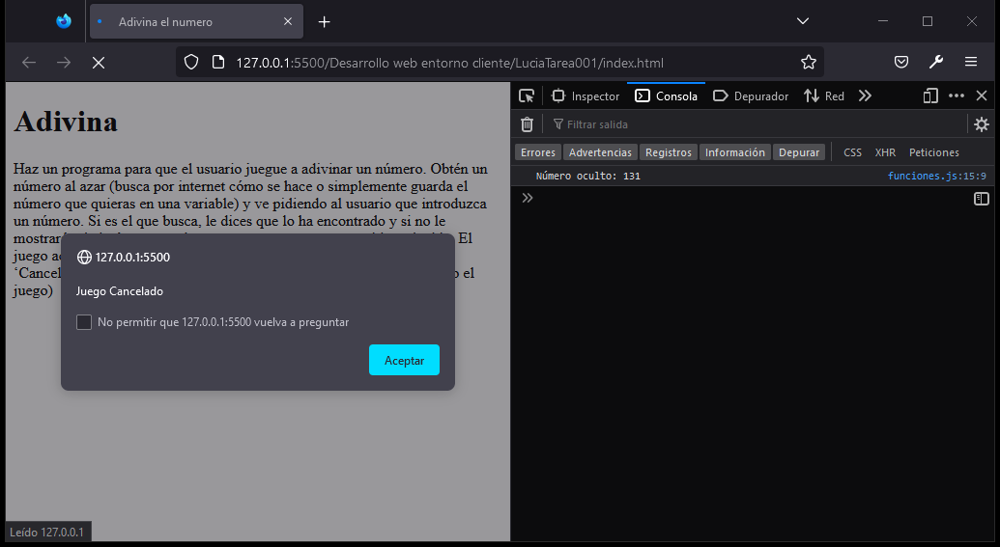 Adivina el numero
127.0.0.1:5500/Desarrollo web entorno cliente/LuciaTarea001/index.html
Inspector Consola Depurador Red
Filtrar salida
Errores Advertencias Registros Información Depurar CSS XHR Peticiones
Número oculto: 131 funciones.js:15:9
Adivina
Haz un programa para que el usuario juegue a adivinar un número. Obtén un
número al azar (busca por internet cómo se hace o simplemente guarda el
número que quieras en una variable) y ve pidiendo al usuario que introduzca
un número. Si es el que busca, le dices que lo ha encontrado y si no le
El
juego
el
juego)
127.0.0.1:5500
Juego Cancelado
No permitir que 127.0.0.1:5500 vuelva a preguntar
Aceptar
Leído 127.0.0.1